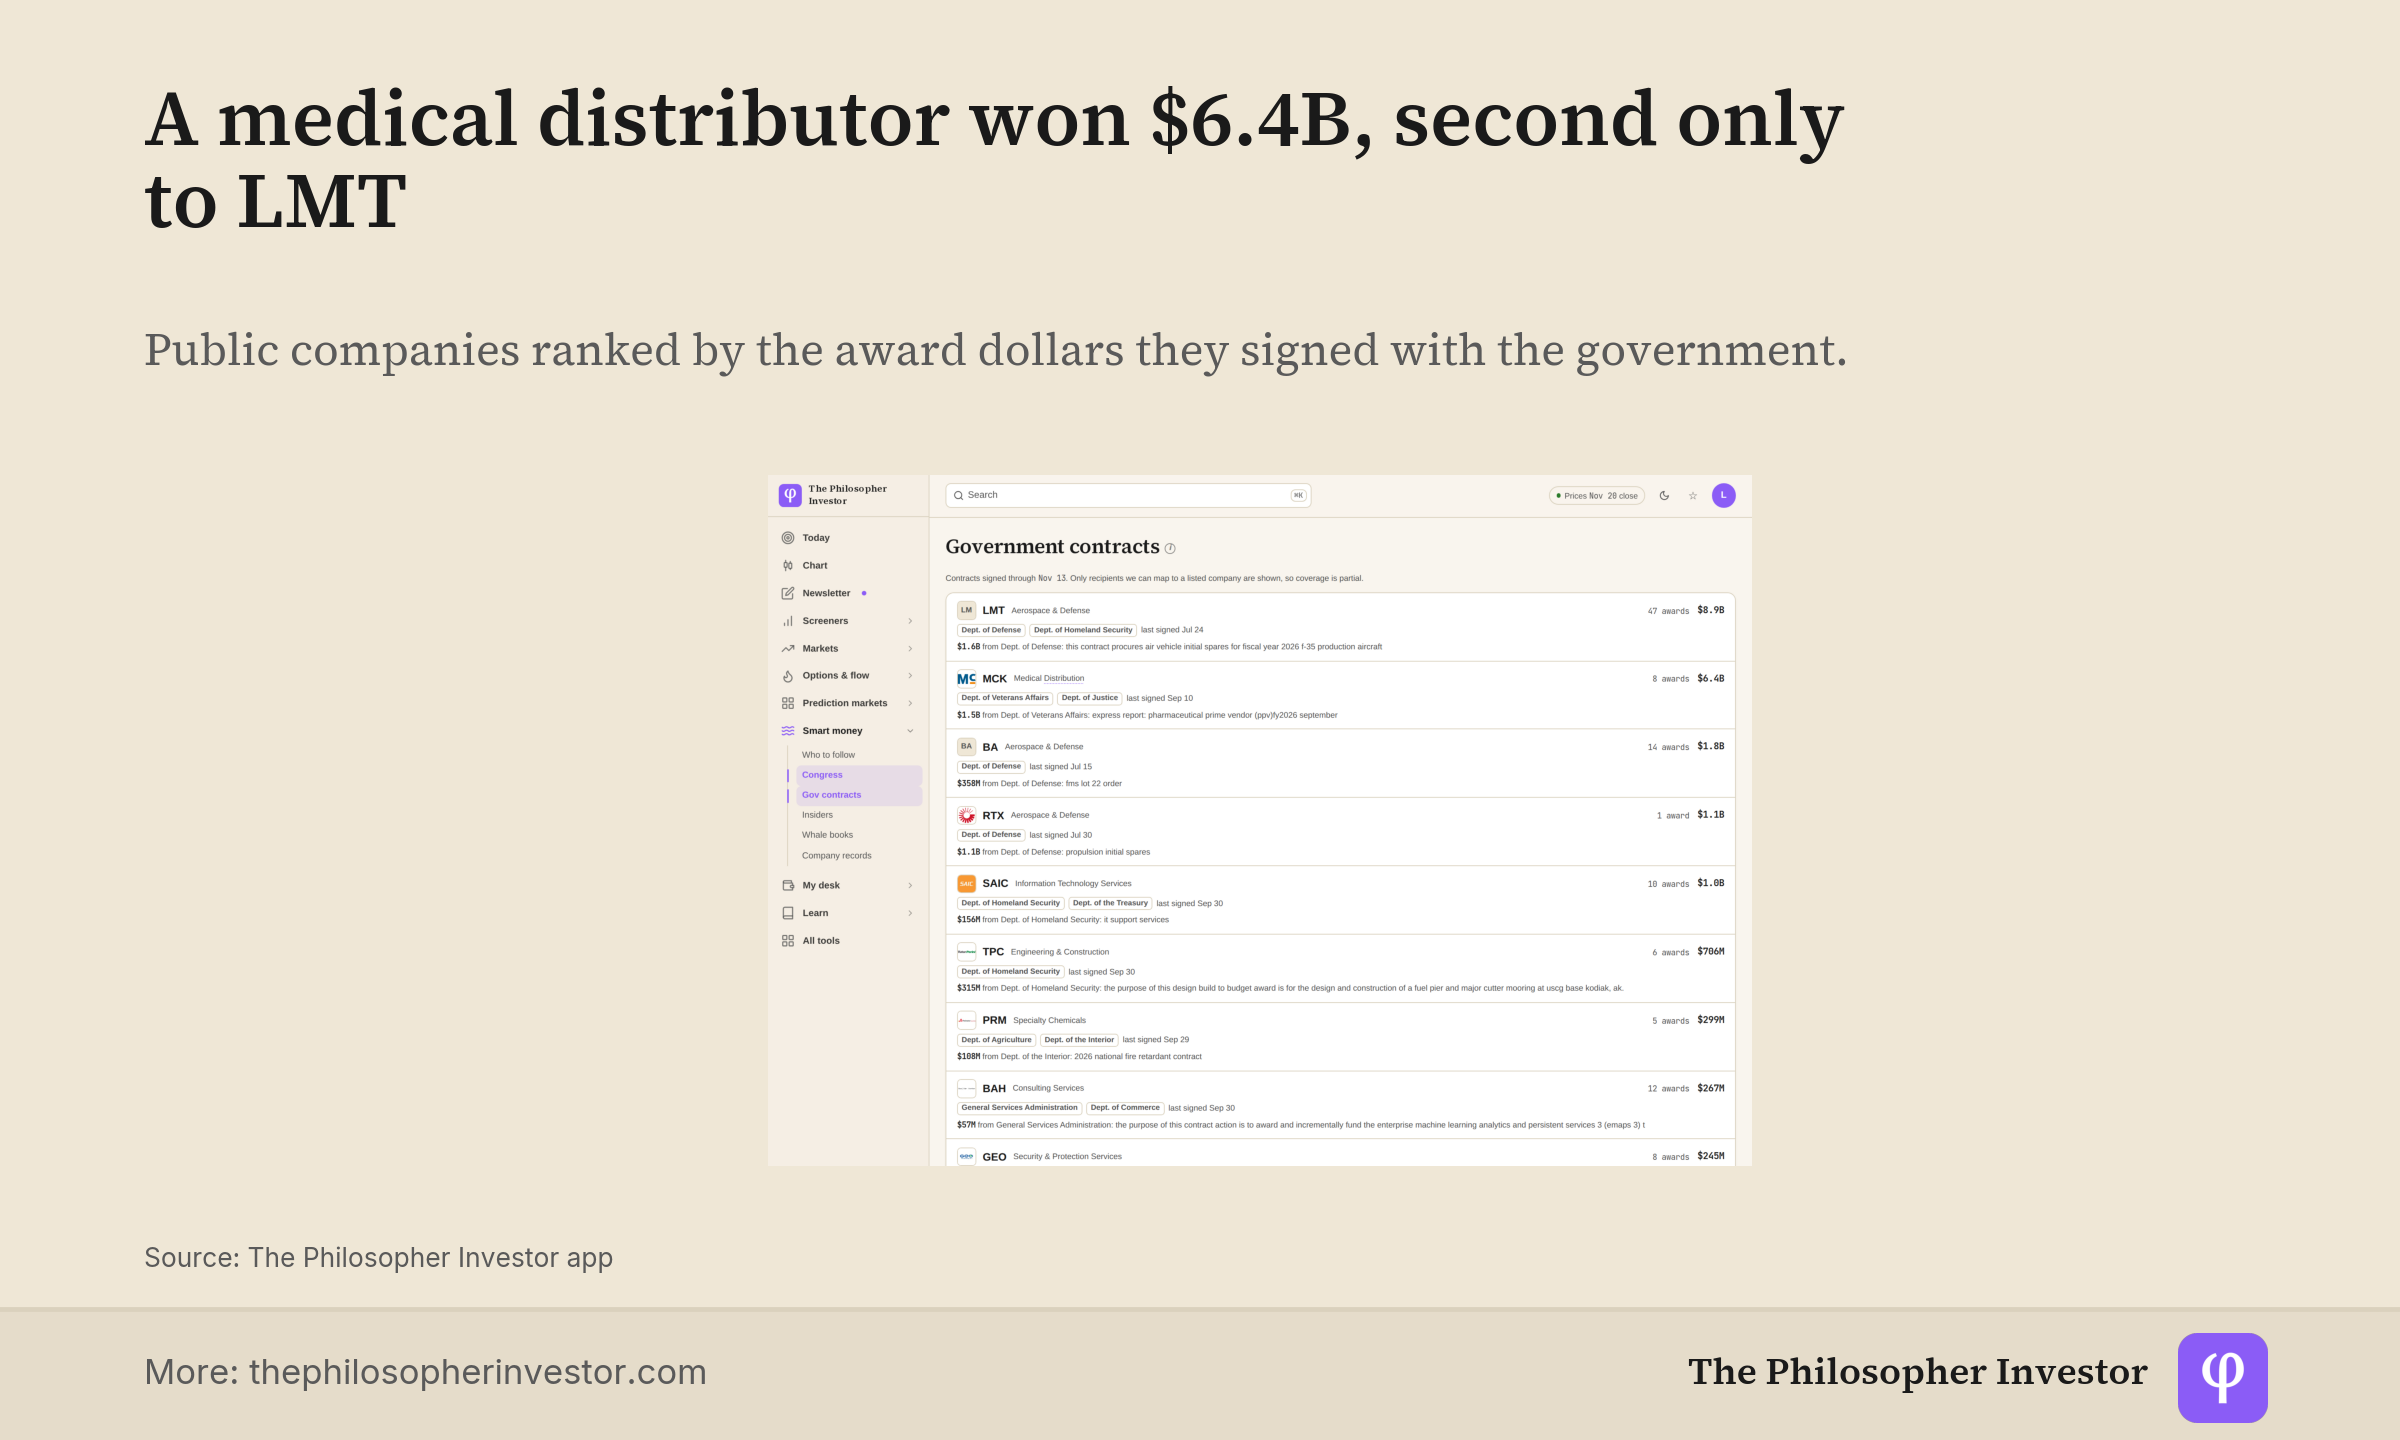 A medical distributor won $6.4B, second only
to LMT
Public companies ranked by the award dollars they signed with the government.
φ The Philosopher
Investor
Search
⌘K
Prices Nov 20 close
L
Today
Chart
Newsletter
Screeners
Markets
Options & flow
Prediction markets
Smart money
Who to follow
Congress
Gov contracts
Insiders
Whale books
Company records
My desk
Learn
All tools
Government contracts
Contracts signed through Nov 13. Only recipients we can map to a listed company are shown, so coverage is partial.
LM LMT Aerospace & Defense 47 awards $8.9B
Dept. of Defense Dept. of Homeland Security last signed Jul 24
$1.6B from Dept. of Defense: this contract procures air vehicle initial spares for fiscal year 2026 f-35 production aircraft
MC MCK Medical Distribution 8 awards $6.4B
Dept. of Veterans Affairs Dept. of Justice last signed Sep 10
$1.5B from Dept. of Veterans Affairs: express report: pharmaceutical prime vendor (ppv)fy2026 september
BA BA Aerospace & Defense 14 awards $1.8B
Dept. of Defense last signed Jul 15
$358M from Dept. of Defense: fms lot 22 order
RTX Aerospace & Defense 1 award $1.1B
Dept. of Defense last signed Jul 30
$1.1B from Dept. of Defense: propulsion initial spares
SAIC SAIC Information Technology Services 10 awards $1.0B
Dept. of Homeland Security Dept. of the Treasury last signed Sep 30
$156M from Dept. of Homeland Security: it support services
TPC Engineering & Construction 6 awards $706M
Dept. of Homeland Security last signed Sep 30
$315M from Dept. of Homeland Security: the purpose of this design build to budget award is for the design and construction of a fuel pier and major cutter mooring at uscg base kodiak, ak.
PRM Specialty Chemicals 5 awards $299M
Dept. of Agriculture Dept. of the Interior last signed Sep 29
$108M from Dept. of the Interior: 2026 national fire retardant contract
BAH Consulting Services 12 awards $267M
General Services Administration Dept. of Commerce last signed Sep 30
$57M from General Services Administration: the purpose of this contract action is to award and incrementally fund the enterprise machine learning analytics and persistent services 3 (emaps 3) t
GEO Security & Protection Services 8 awards $245M
Source: The Philosopher Investor app
More: thephilosopherinvestor.com
The Philosopher Investor φ